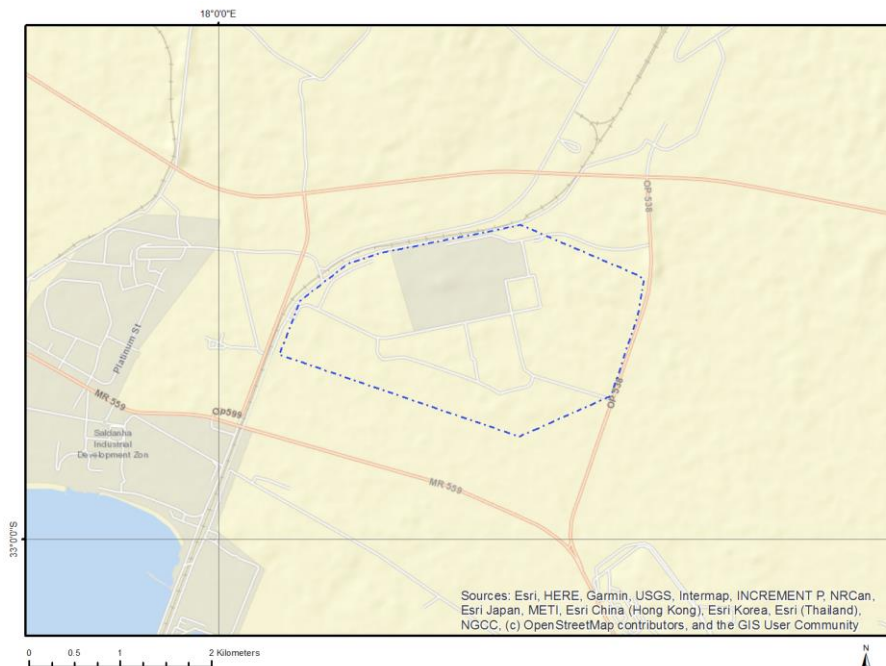 18°0'0"E
OP 538
Platinum St
MR 559
OP599
OP 538
Saldanha
Industrial
Development Zon
MR 559
33°0'0"S
Sources: Esri, HERE, Garmin, USGS, Intermap, INCREMENT P, NRCan,
Esri Japan, METI, Esri China (Hong Kong), Esri Korea, Esri (Thailand),
NGCC, (c) OpenStreetMap contributors, and the GIS User Community
0 0.5 1 2 Kilometers
N